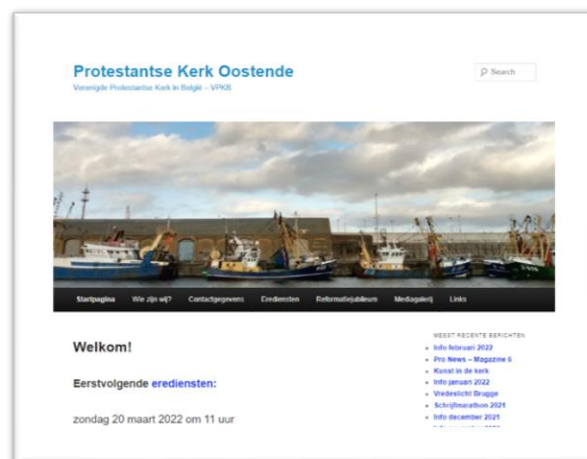 Protestantse Kerk Oostende
Verenigde Protestantse Kerk in België – VPKB
Search
Startpagina Wie zijn wij? Contactgegevens Erediensten Reformatiejubileum Mediagalerij Links
Welkom!
Eerstvolgende erediensten:
zondag 20 maart 2022 om 11 uur
MEEST RECENTE BERICHTEN
Info februari 2022
Pro News – Magazine 6
Kunst in de kerk
Info januari 2022
Vredeslicht Brugge
Schrijfmarathon 2021
Info december 2021